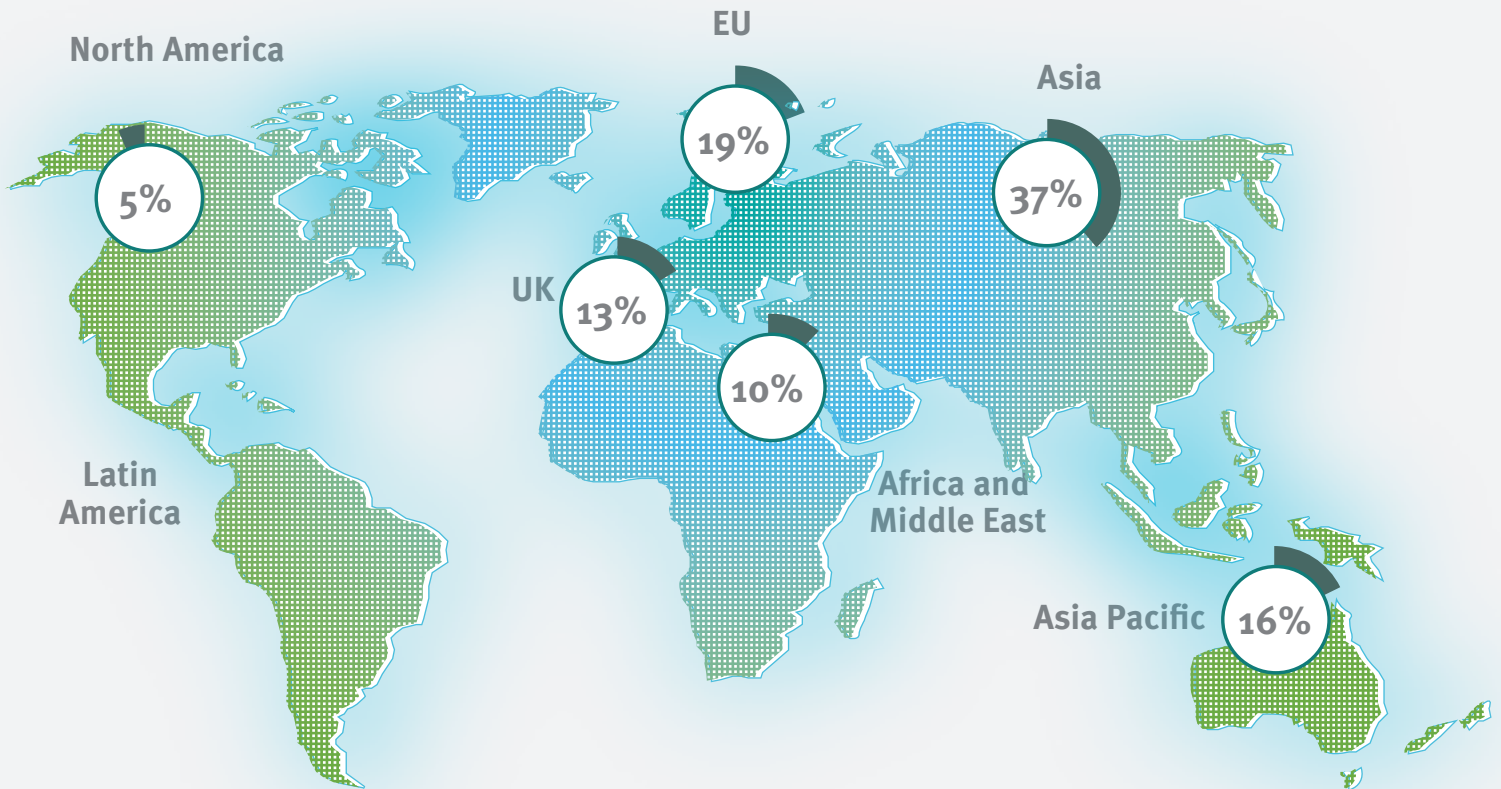 EU
North America
Asia
19%
5%
37%
UK
13%
10%
Latin
America
Africa and
Middle East
Asia Pacific
16%